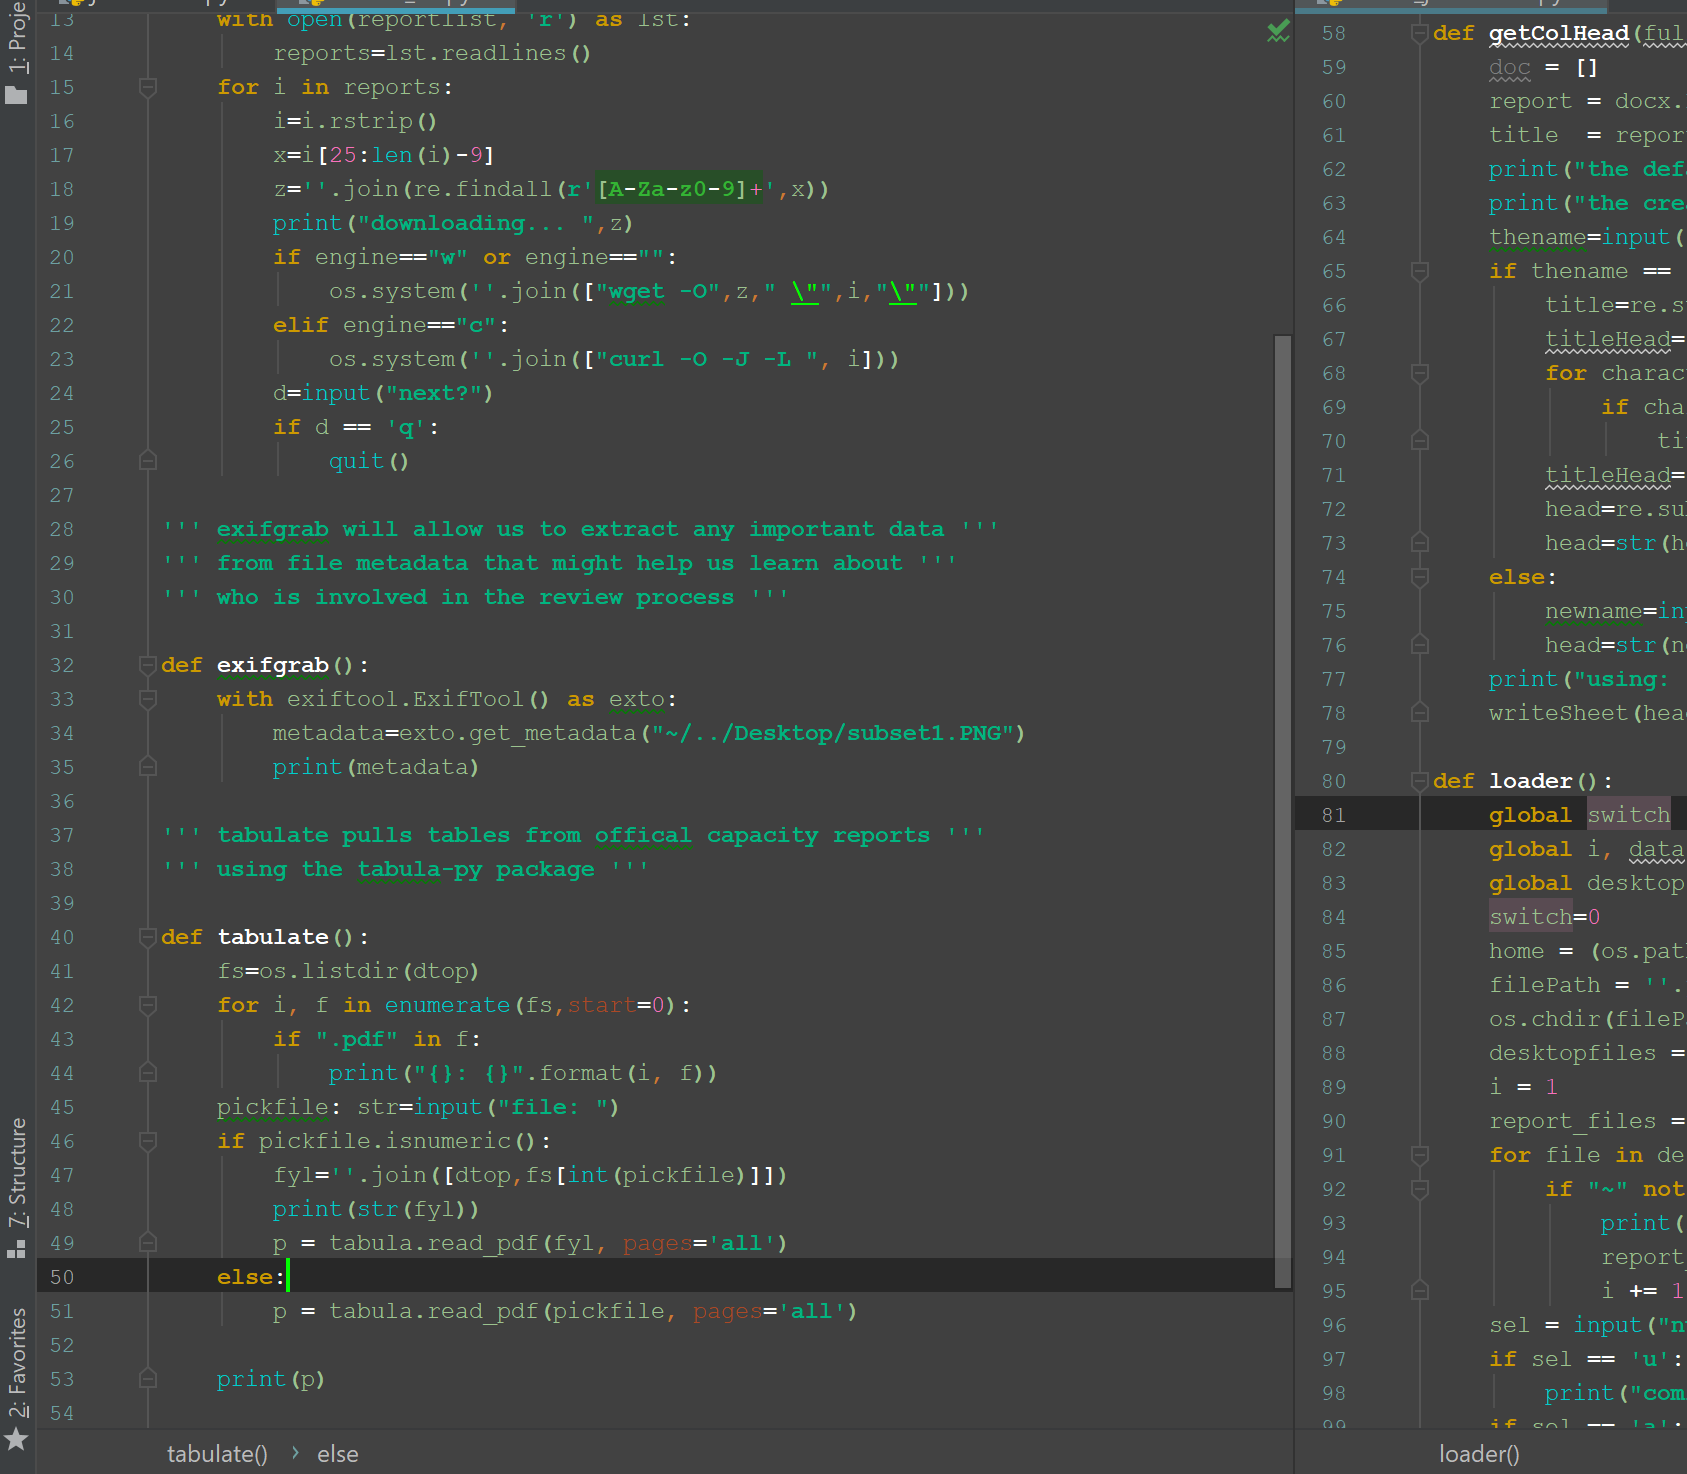 1: Proje
7: Structure
2: Favorites
13 with open(reportlist, 'r') as lst:
14 reports=lst.readlines()
15 for i in reports:
16 i=i.rstrip()
17 x=i[25:len(i)-9]
18 z=''.join(re.findall(r'[A-Za-z0-9]+',x))
19 print("downloading... ",z)
20 if engine=="w" or engine=="":
21 os.system(''.join(["wget -O",z," \"",i,"\""]))
22 elif engine=="c":
23 os.system(''.join(["curl -O -J -L ", i]))
24 d=input("next?")
25 if d == 'q':
26 quit()
27
28 ''' exifgrab will allow us to extract any important data '''
29 ''' from file metadata that might help us learn about '''
30 ''' who is involved in the review process '''
31
32 def exifgrab():
33 with exiftool.ExifTool() as exto:
34 metadata=exto.get_metadata("~/../Desktop/subset1.PNG")
35 print(metadata)
36
37 ''' tabulate pulls tables from offical capacity reports '''
38 ''' using the tabula-py package '''
39
40 def tabulate():
41 fs=os.listdir(dtop)
42 for i, f in enumerate(fs,start=0):
43 if ".pdf" in f:
44 print("{}: {}".format(i, f))
45 pickfile: str=input("file: ")
46 if pickfile.isnumeric():
47 fyl=''.join([dtop,fs[int(pickfile)]])
48 print(str(fyl))
49 p = tabula.read_pdf(fyl, pages='all')
50 else:
51 p = tabula.read_pdf(pickfile, pages='all')
52
53 print(p)
54
tabulate() › else
58 def getColHead(ful
59 doc = []
60 report = docx.
61 title = repor
62 print("the def
63 print("the cre
64 thename=input(
65 if thename ==
66 title=re.s
67 titleHead=
68 for charac
69 if cha
70 ti
71 titleHead=
72 head=re.su
73 head=str(he
74 else:
75 newname=in
76 head=str(n
77 print("using:
78 writeSheet(hea
79
80 def loader():
81 global switch
82 global i, data
83 global desktop
84 switch=0
85 home = (os.pat
86 filePath = ''.
87 os.chdir(fileP
88 desktopfiles =
89 i = 1
90 report_files =
91 for file in de
92 if "~" not
93 print(
94 report_
95 i += 1
96 sel = input("n
97 if sel == 'u':
98 print("com
99 if sel == 'a':
loader()